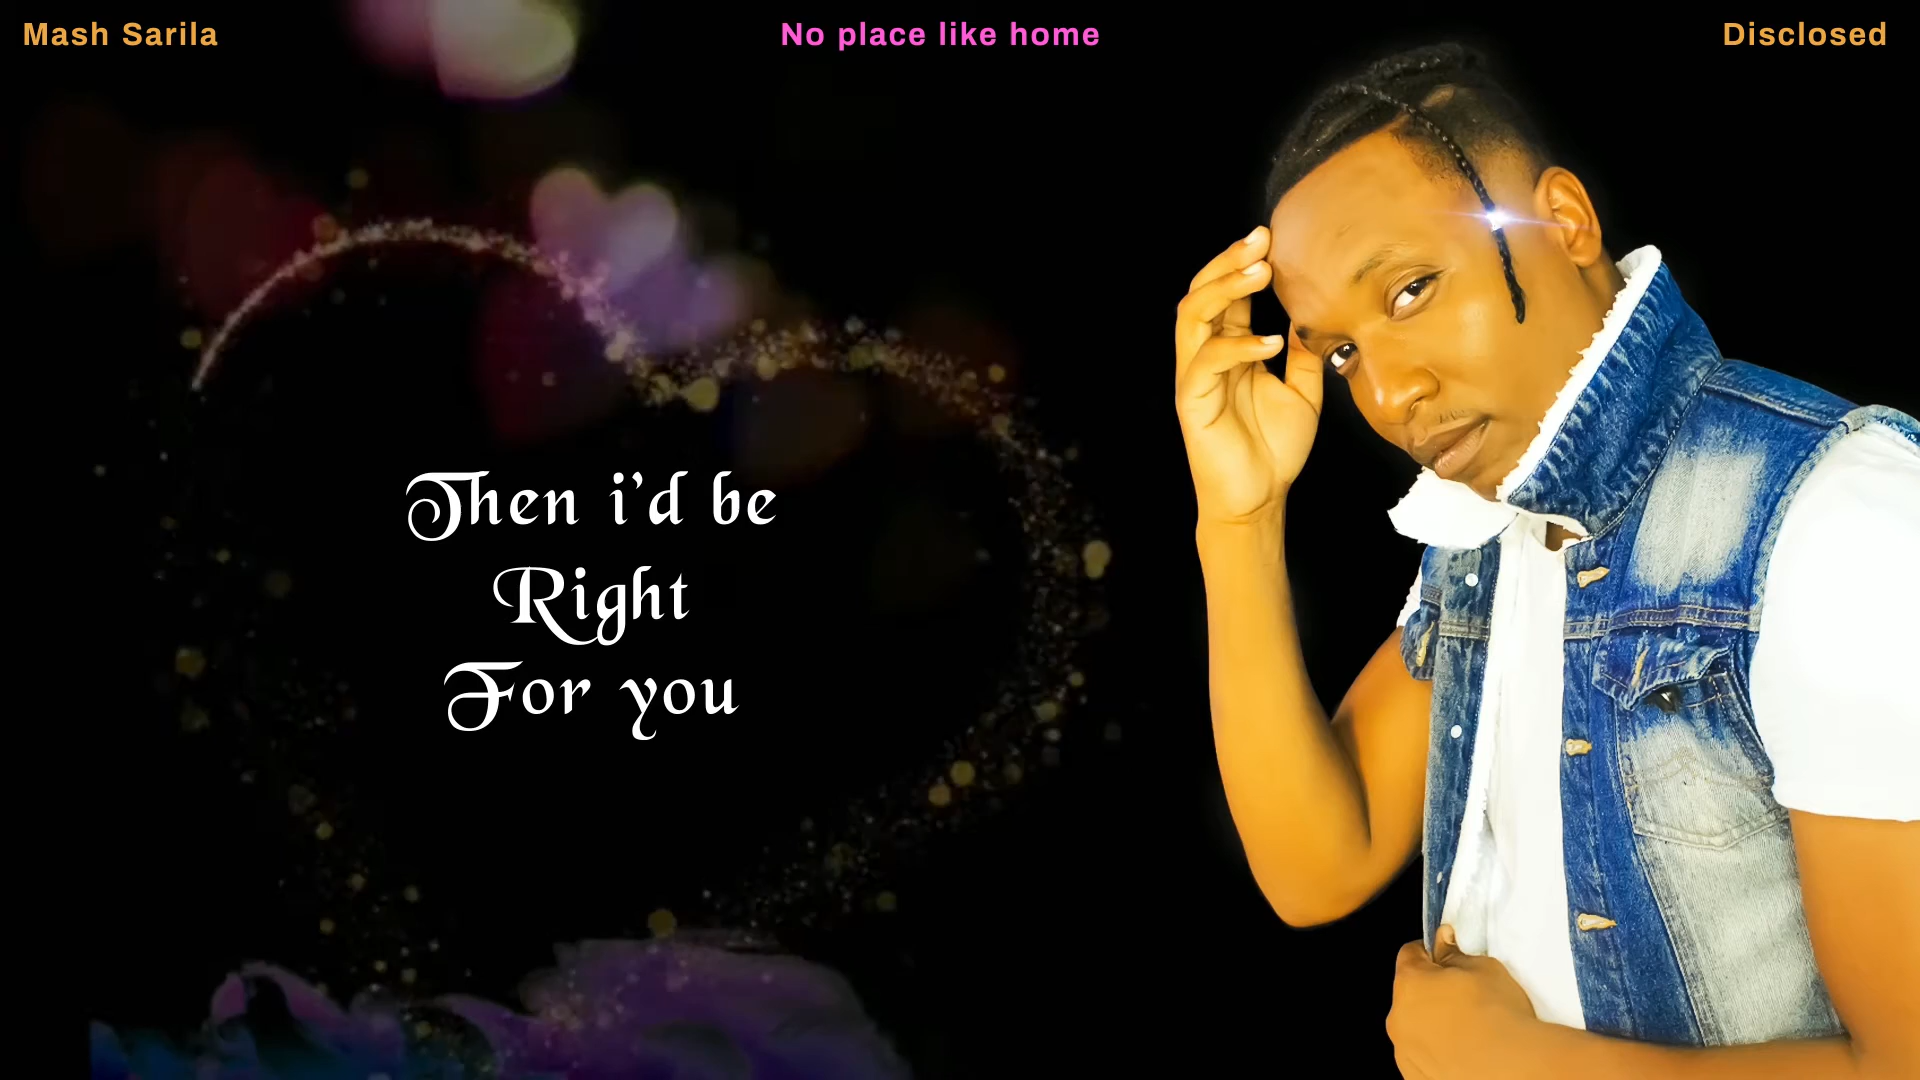 Mash Sarila
No place like home
Disclosed
Then i'd be
Right
For you